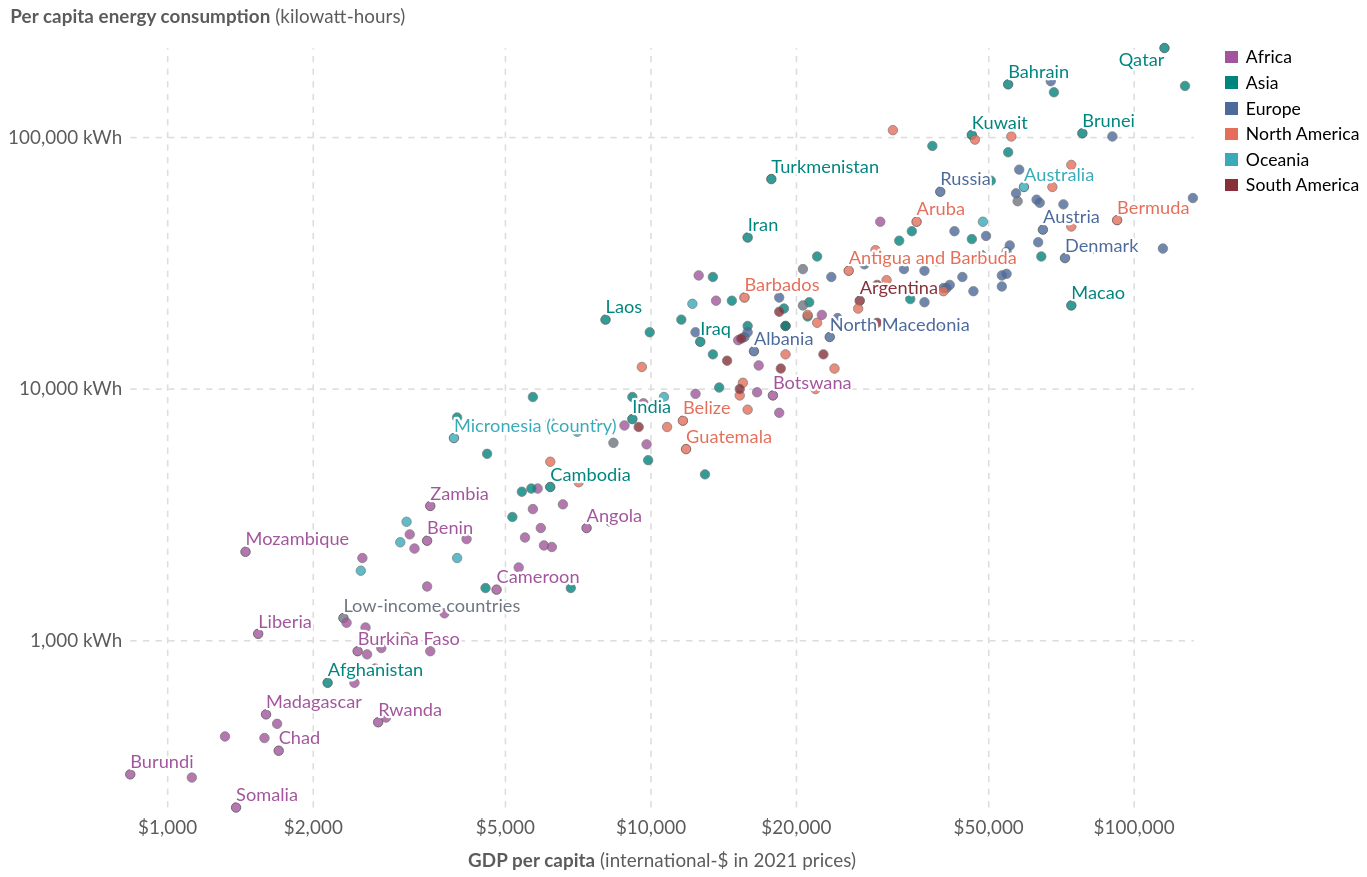 Per capita energy consumption (kilowatt-hours)
Africa
Asia
Europe
North America
Oceania
South America
Qatar
Bahrain
Kuwait
Brunei
100,000 kWh
Turkmenistan
Russia
Australia
Aruba
Bermuda
Austria
Iran
Denmark
Antigua and Barbuda
Barbados
Argentina
Macao
Laos
Iraq
North Macedonia
Albania
10,000 kWh
Botswana
India
Belize
Micronesia (country)
Guatemala
Cambodia
Zambia
Angola
Benin
Mozambique
Cameroon
Low-income countries
Liberia
1,000 kWh
Burkina Faso
Afghanistan
Madagascar
Rwanda
Chad
Burundi
Somalia
$1,000
$2,000
$5,000
$10,000
$20,000
$50,000
$100,000
GDP per capita (international-$ in 2021 prices)